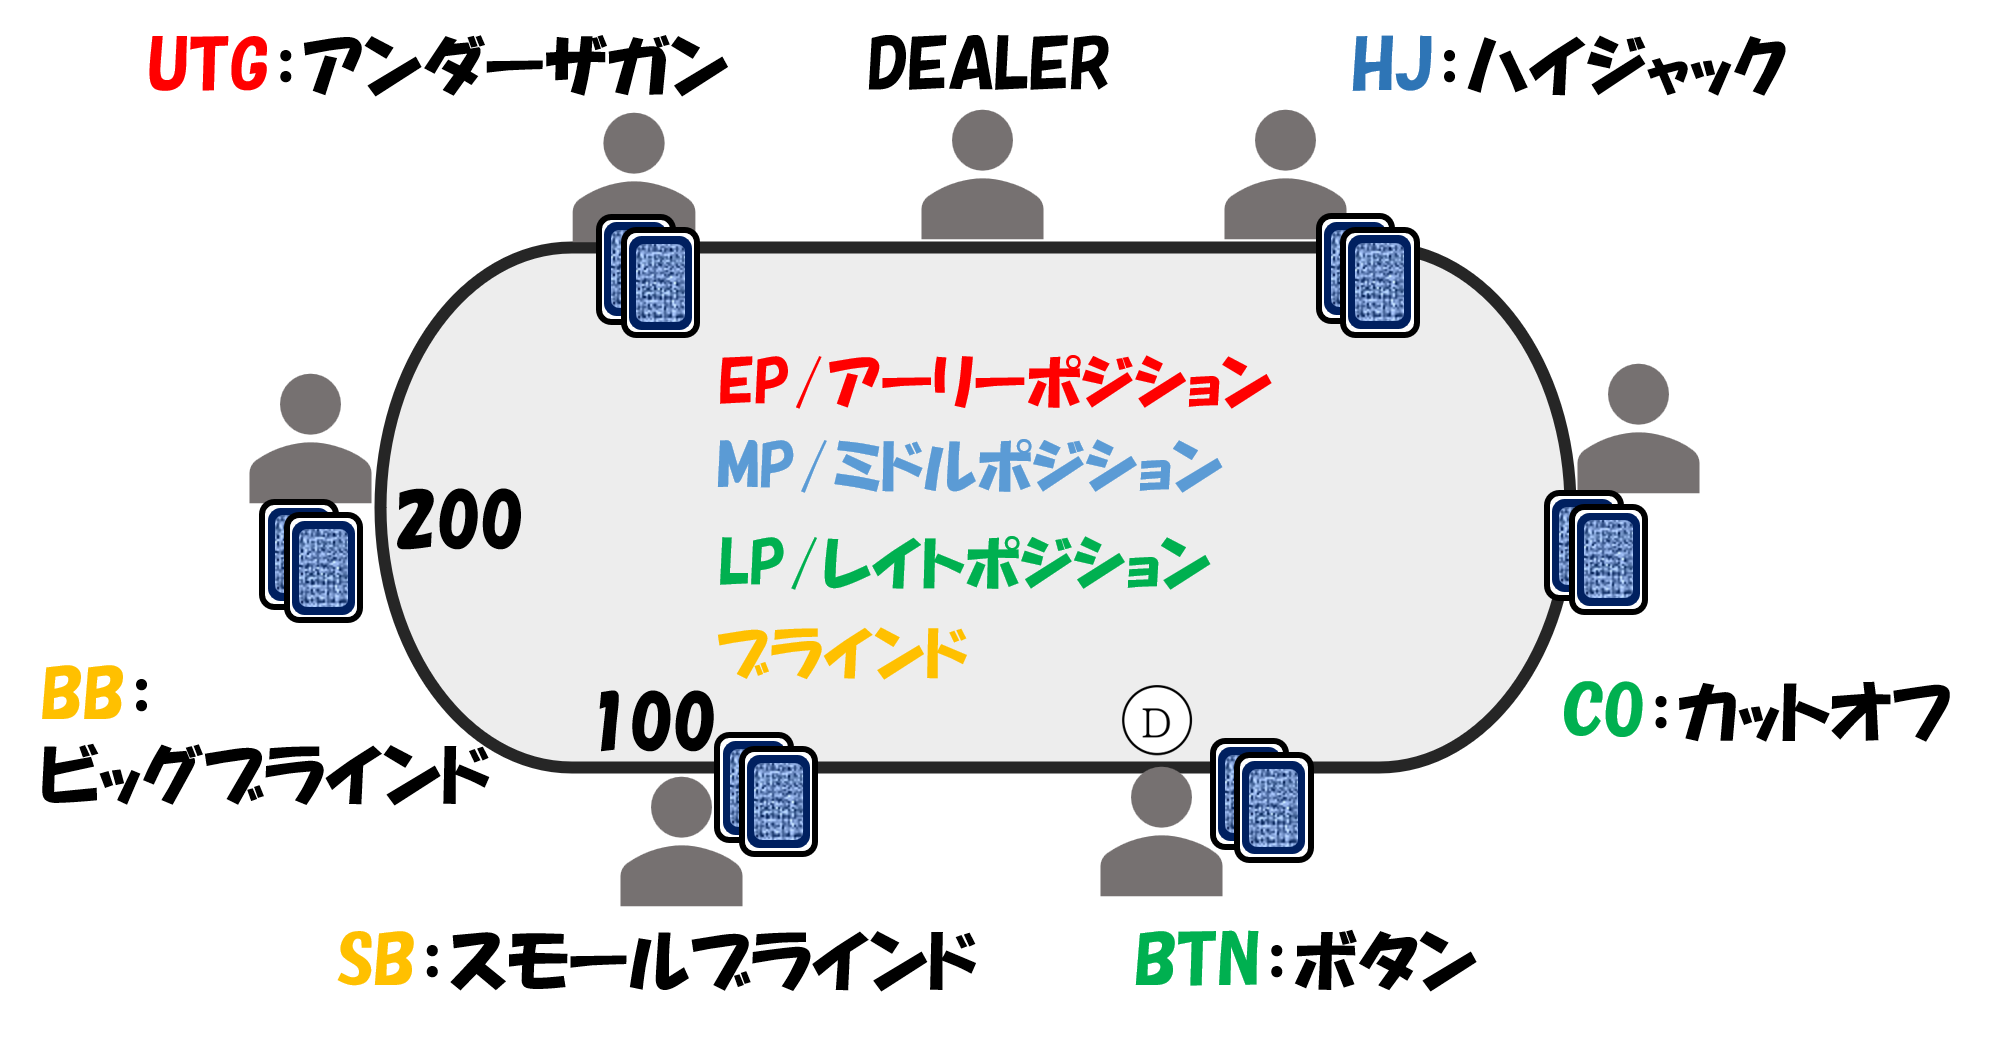 UTG:アンダーザガン
DEALER
HJ:ハイジャック
EP/アーリーポジション
MP/ミドルポジション
200
LP/レイトポジション
ブラインド
BB:
ビッグブラインド
100
D
CO:カットオフ
SB:スモールブラインド
BTN:ボタン